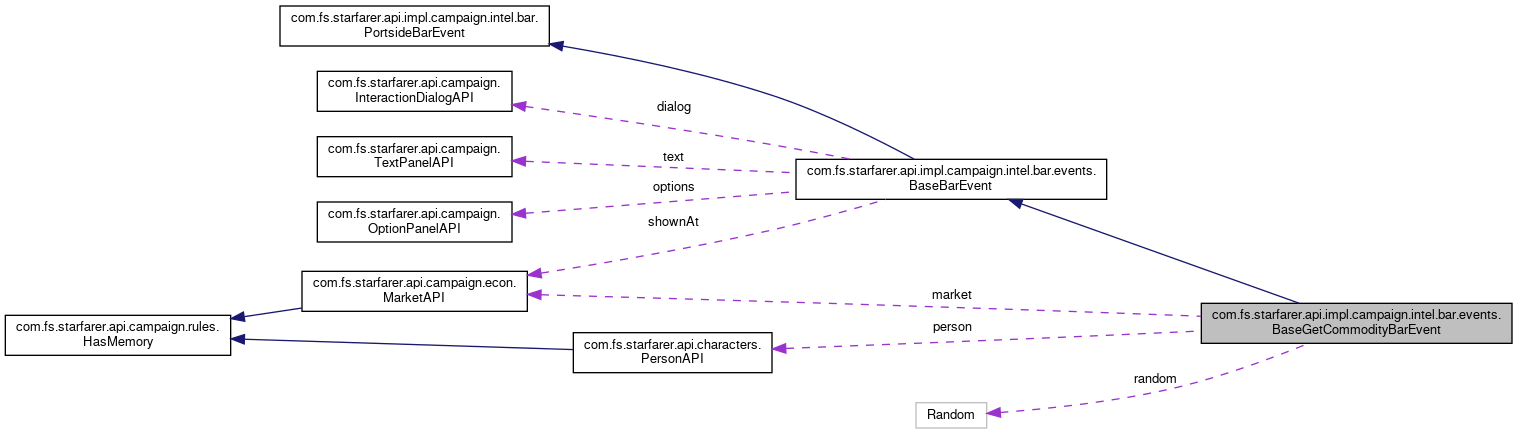 com.fs.starfarer.api.impl.campaign.intel.bar.
PortsideBarEvent
com.fs.starfarer.api.campaign.
InteractionDialogAPI
dialog
com.fs.starfarer.api.campaign.
TextPanelAPI
text
com.fs.starfarer.api.impl.campaign.intel.bar.events.
BaseBarEvent
options
com.fs.starfarer.api.campaign.
OptionPanelAPI
shownAt
com.fs.starfarer.api.campaign.econ.
MarketAPI
market
com.fs.starfarer.api.impl.campaign.intel.bar.events.
BaseGetCommodityBarEvent
com.fs.starfarer.api.campaign.rules.
HasMemory
person
com.fs.starfarer.api.characters.
PersonAPI
random
Random